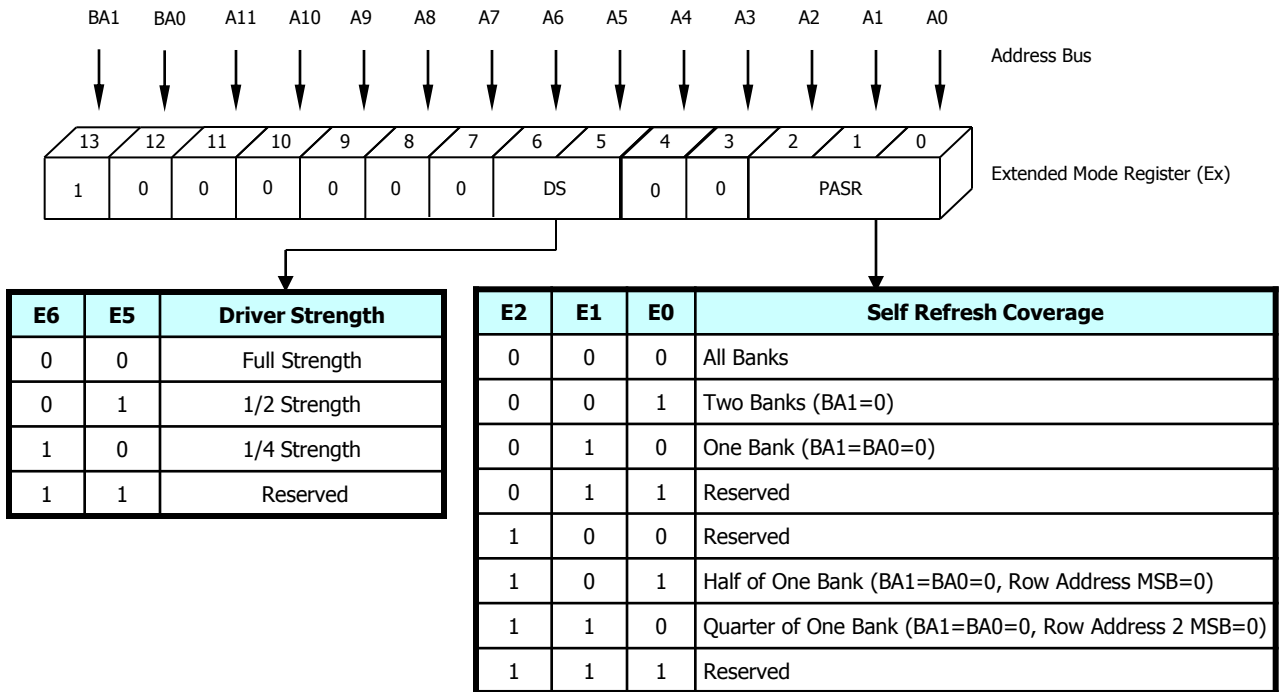 BA1 BA0 A11 A10 A9 A8 A7 A6 A5 A4 A3 A2 A1 A0
Address Bus
13 12 11 10 9 8 7 6 5 4 3 2 1 0
1 0 0 0 0 0 0 DS 0 0 PASR
Extended Mode Register (Ex)
E6 E5 Driver Strength
0 0 Full Strength
0 1 1/2 Strength
1 0 1/4 Strength
1 1 Reserved
E2 E1 E0 Self Refresh Coverage
0 0 0 All Banks
0 0 1 Two Banks (BA1=0)
0 1 0 One Bank (BA1=BA0=0)
0 1 1 Reserved
1 0 0 Reserved
1 0 1 Half of One Bank (BA1=BA0=0, Row Address MSB=0)
1 1 0 Quarter of One Bank (BA1=BA0=0, Row Address 2 MSB=0)
1 1 1 Reserved